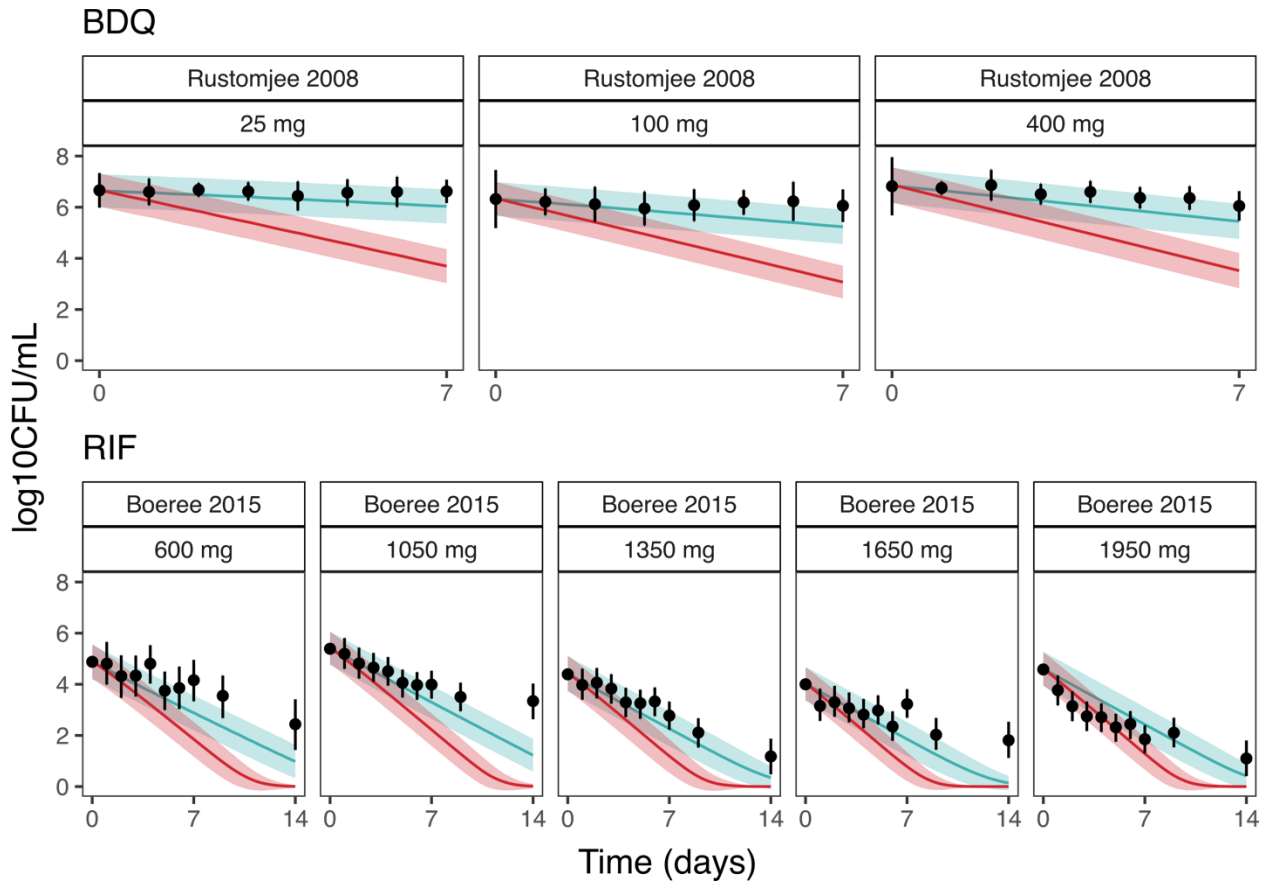 BDQ
Rustomjee 2008 Rustomjee 2008 Rustomjee 2008
25 mg 100 mg 400 mg
8
6
4
2
0
0 7 0 7 0 7
log10CFU/mL
RIF
Boeree 2015 Boeree 2015 Boeree 2015 Boeree 2015 Boeree 2015
600 mg 1050 mg 1350 mg 1650 mg 1950 mg
8
6
4
2
0
0 7 14 0 7 14 0 7 14 0 7 14 0 7 14
Time (days)